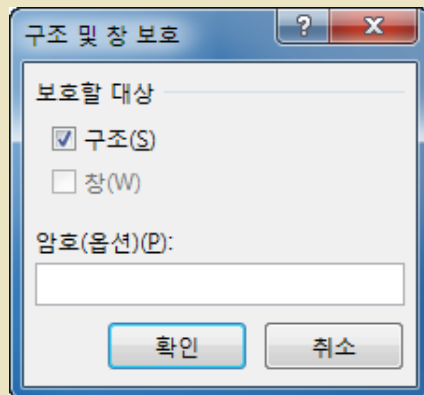 구조 및 창 보호
보호할 대상
구조(S)
창(W)
암호(옵션)(P):
확인 취소